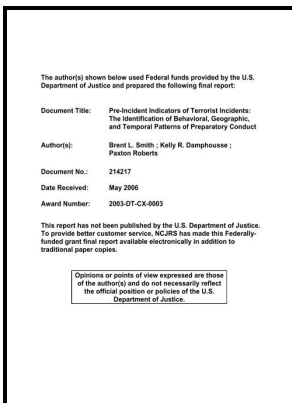 The author(s) shown below used Federal funds provided by the U.S.
Department of Justice and prepared the following final report:
Document Title: Pre-Incident Indicators of Terrorist Incidents:
The Identification of Behavioral, Geographic,
and Temporal Patterns of Preparatory Conduct
Author(s): Brent L. Smith ; Kelly R. Damphousse ;
Paxton Roberts
Document No.: 214217
Date Received: May 2006
Award Number: 2003-DT-CX-0003
This report has not been published by the U.S. Department of Justice.
To provide better customer service, NCJRS has made this Federally-
funded grant final report available electronically in addition to
traditional paper copies.
Opinions or points of view expressed are those
of the author(s) and do not necessarily reflect
the official position or policies of the U.S.
Department of Justice.